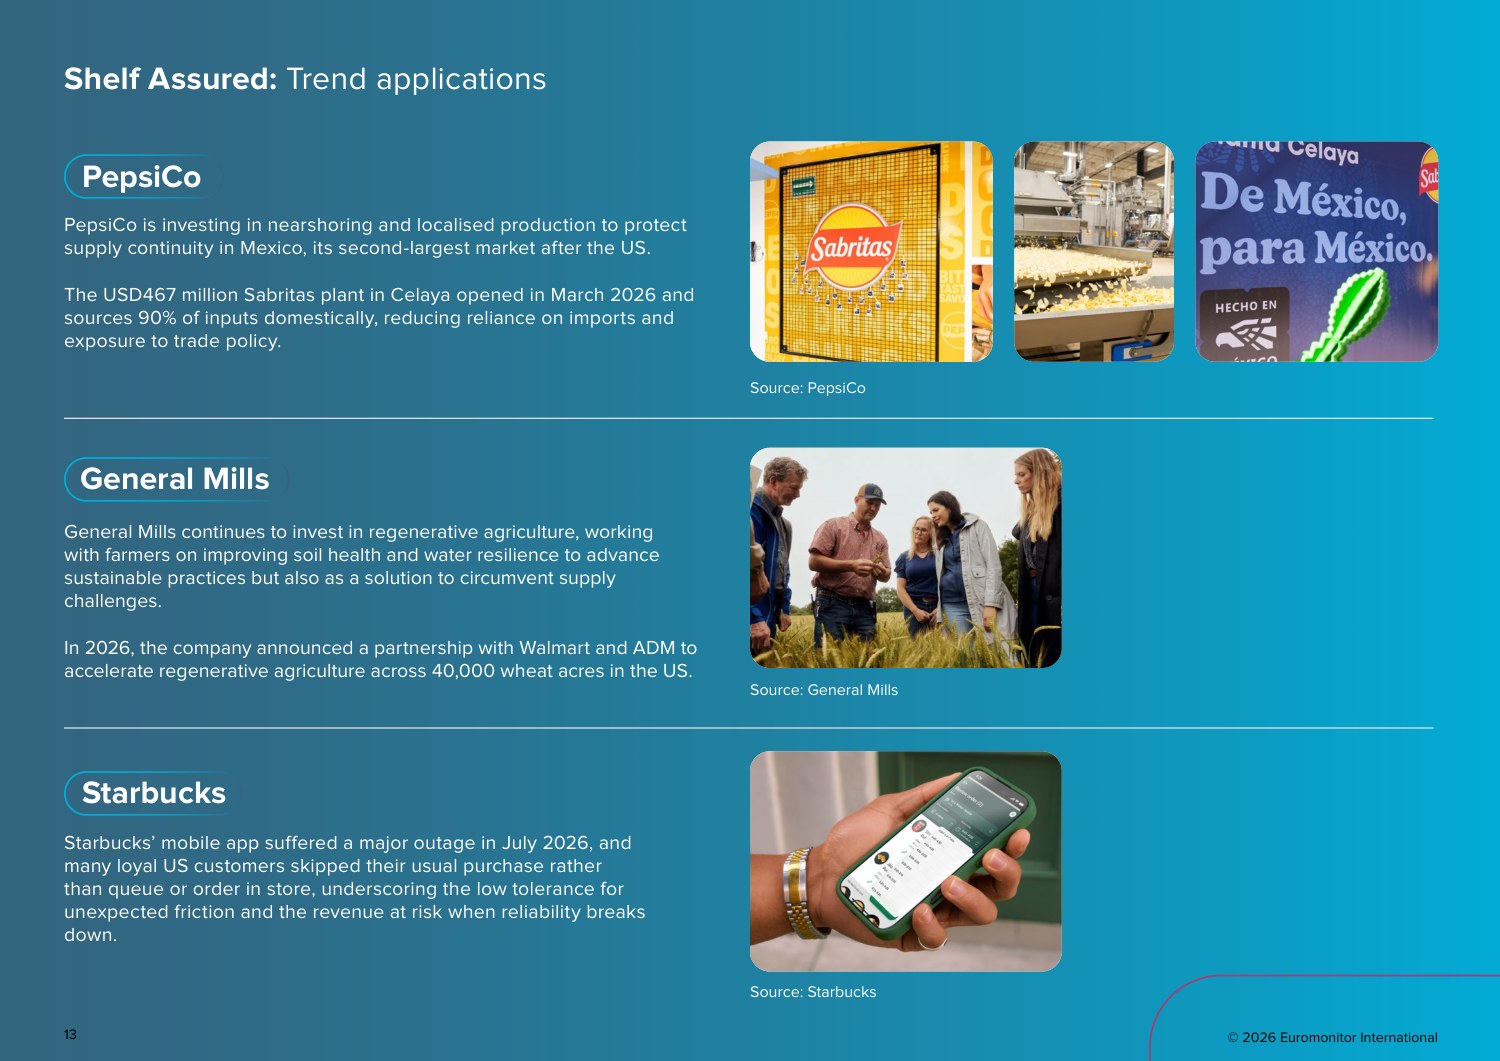 Shelf Assured: Trend applications
PepsiCo
PepsiCo is investing in nearshoring and localised production to protect
supply continuity in Mexico, its second-largest market after the US.
The USD467 million Sabritas plant in Celaya opened in March 2026 and
sources 90% of inputs domestically, reducing reliance on imports and
exposure to trade policy.
Sabritas
Celaya
De México,
para México.
HECHO EN
Source: PepsiCo
General Mills
General Mills continues to invest in regenerative agriculture, working
with farmers on improving soil health and water resilience to advance
sustainable practices but also as a solution to circumvent supply
challenges.
In 2026, the company announced a partnership with Walmart and ADM to
accelerate regenerative agriculture across 40,000 wheat acres in the US.
Source: General Mills
Starbucks
Starbucks’ mobile app suffered a major outage in July 2026, and
many loyal US customers skipped their usual purchase rather
than queue or order in store, underscoring the low tolerance for
unexpected friction and the revenue at risk when reliability breaks
down.
Source: Starbucks
13
© 2026 Euromonitor International